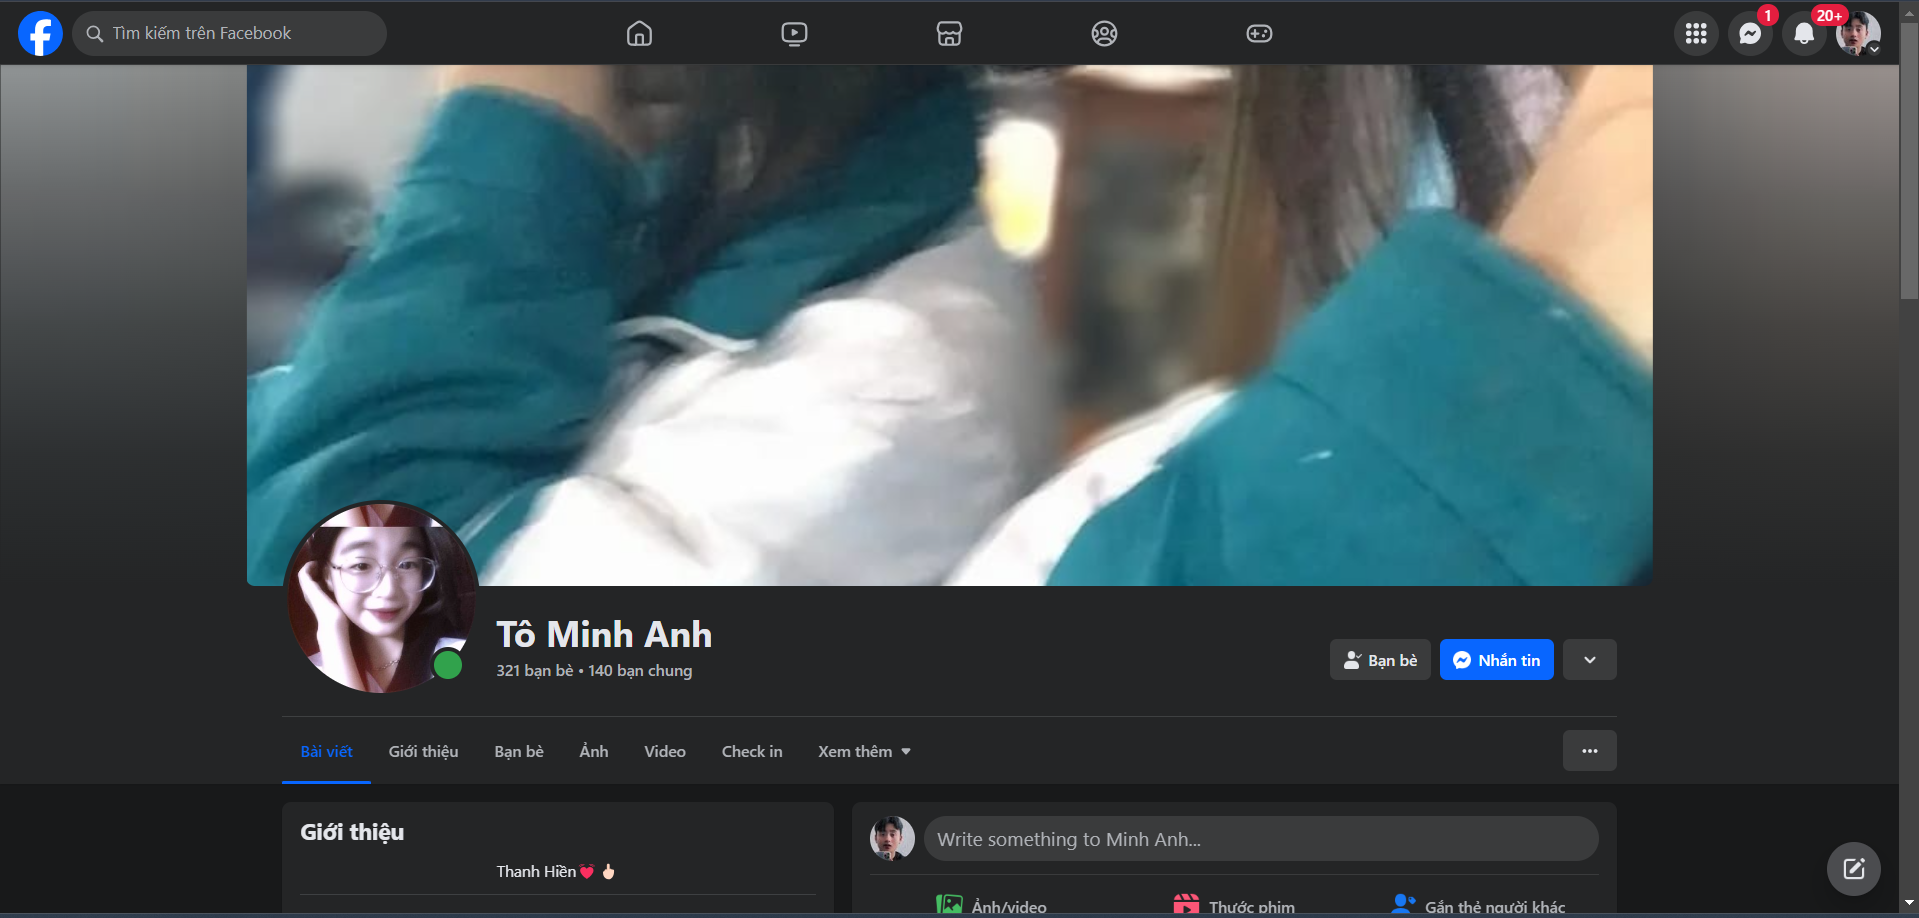 Tìm kiếm trên Facebook
1
20+
Tô Minh Anh
321 bạn bè • 140 bạn chung
Bạn bè
Nhắn tin
Bài viết
Giới thiệu
Bạn bè
Ảnh
Video
Check in
Xem thêm
Giới thiệu
Thanh Hiền💓👆🏻
Write something to Minh Anh...
Ảnh/video
Thước phim
Gắn thẻ người khác